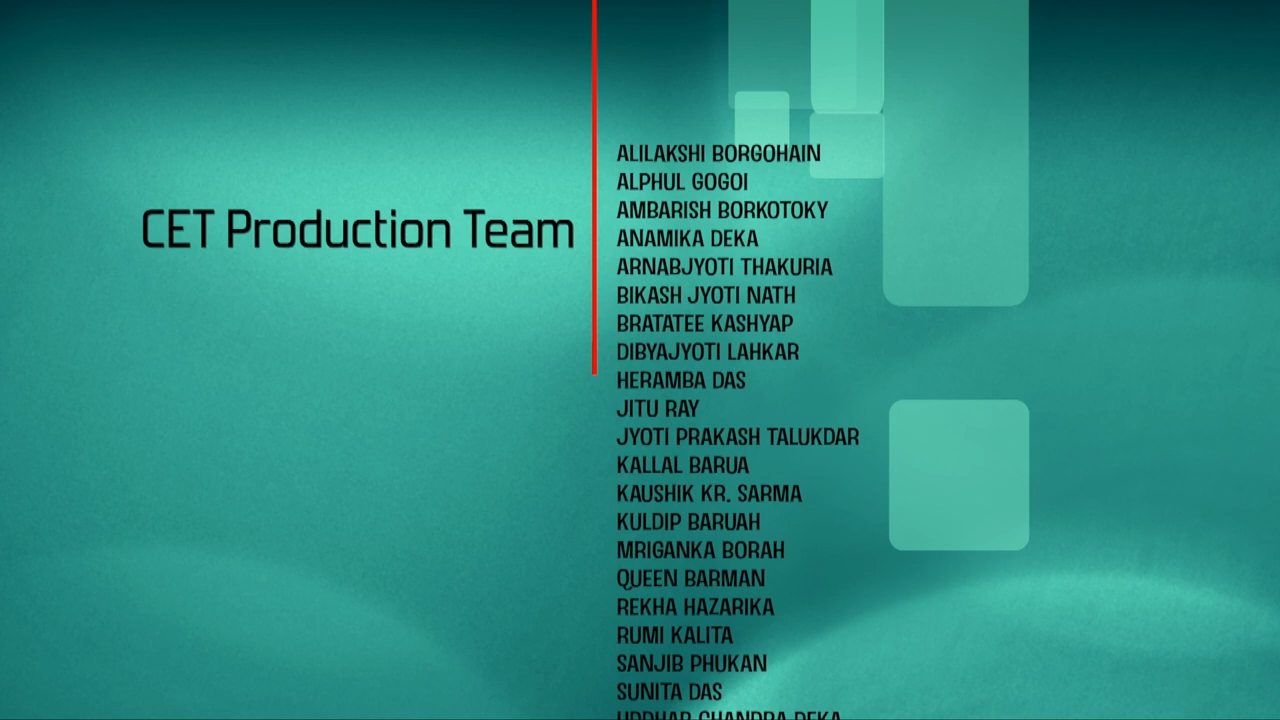 CET Production Team
ALILAKSHI BORGOHAIN
ALPHUL GOGOI
AMBARISH BORKOTOKY
ANAMIKA DEKA
ARNABJYOTI THAKURIA
BIKASH JYOTI NATH
BRATATEE KASHYAP
DIBYAJYOTI LAHKAR
HERAMBA DAS
JITU RAY
JYOTI PRAKASH TALUKDAR
KALLAL BARUA
KAUSHIK KR. SARMA
KULDIP BARUAH
MRIGANKA BORAH
QUEEN BARMAN
REKHA HAZARIKA
RUMI KALITA
SANJIB PHUKAN
SUNITA DAS
CHANDRA DEKA